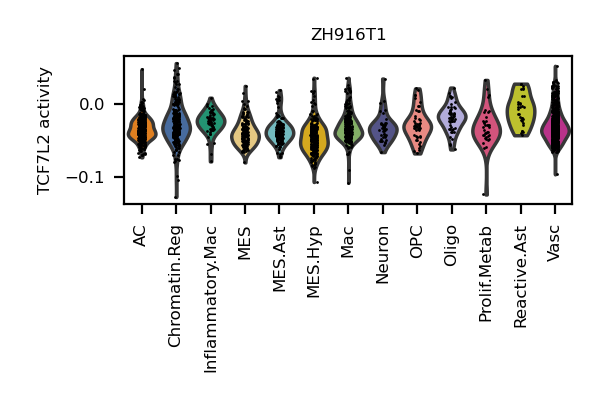 ZH916T1
TCF7L2 activity
0.0
−0.1
AC
Chromatin.Reg
Inflammatory.Mac
MES
MES.Ast
MES.Hyp
Mac
Neuron
OPC
Oligo
Prolif.Metab
Reactive.Ast
Vasc